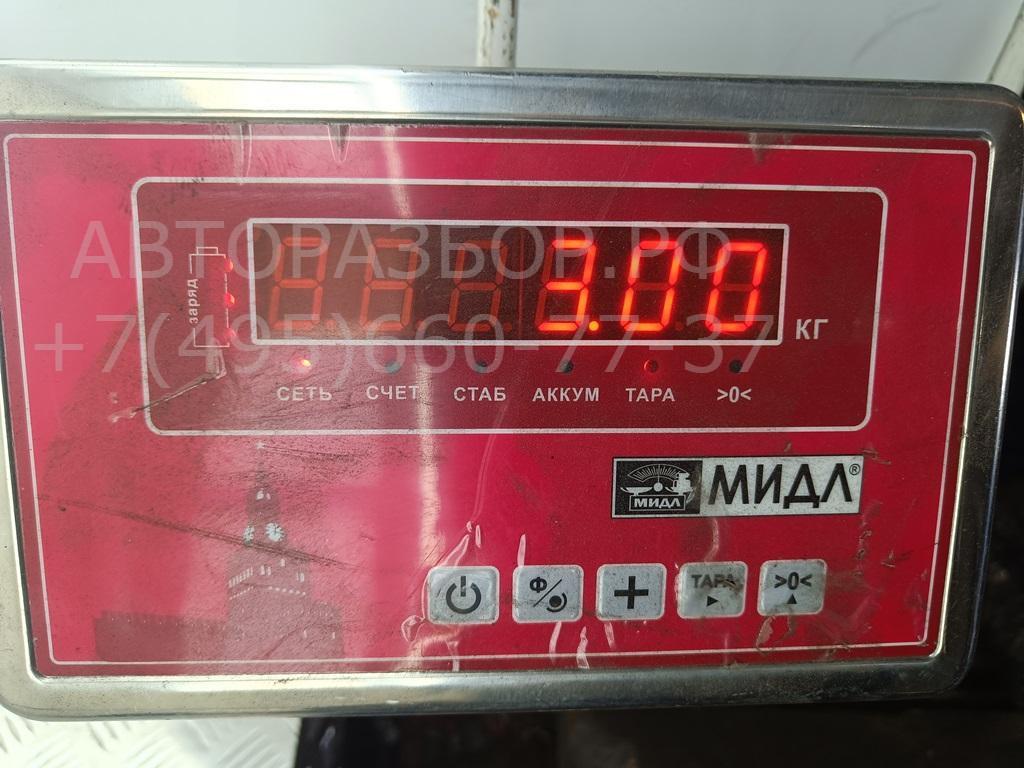 АВТОРАЗБОР.РФ
+7(495)660-77-37
заряд
3.00
КГ
СЕТЬ СЧЕТ СТАБ АККУМ ТАРА >0<
МИДЛ МИДЛ®
Ф + ТАРА >0<